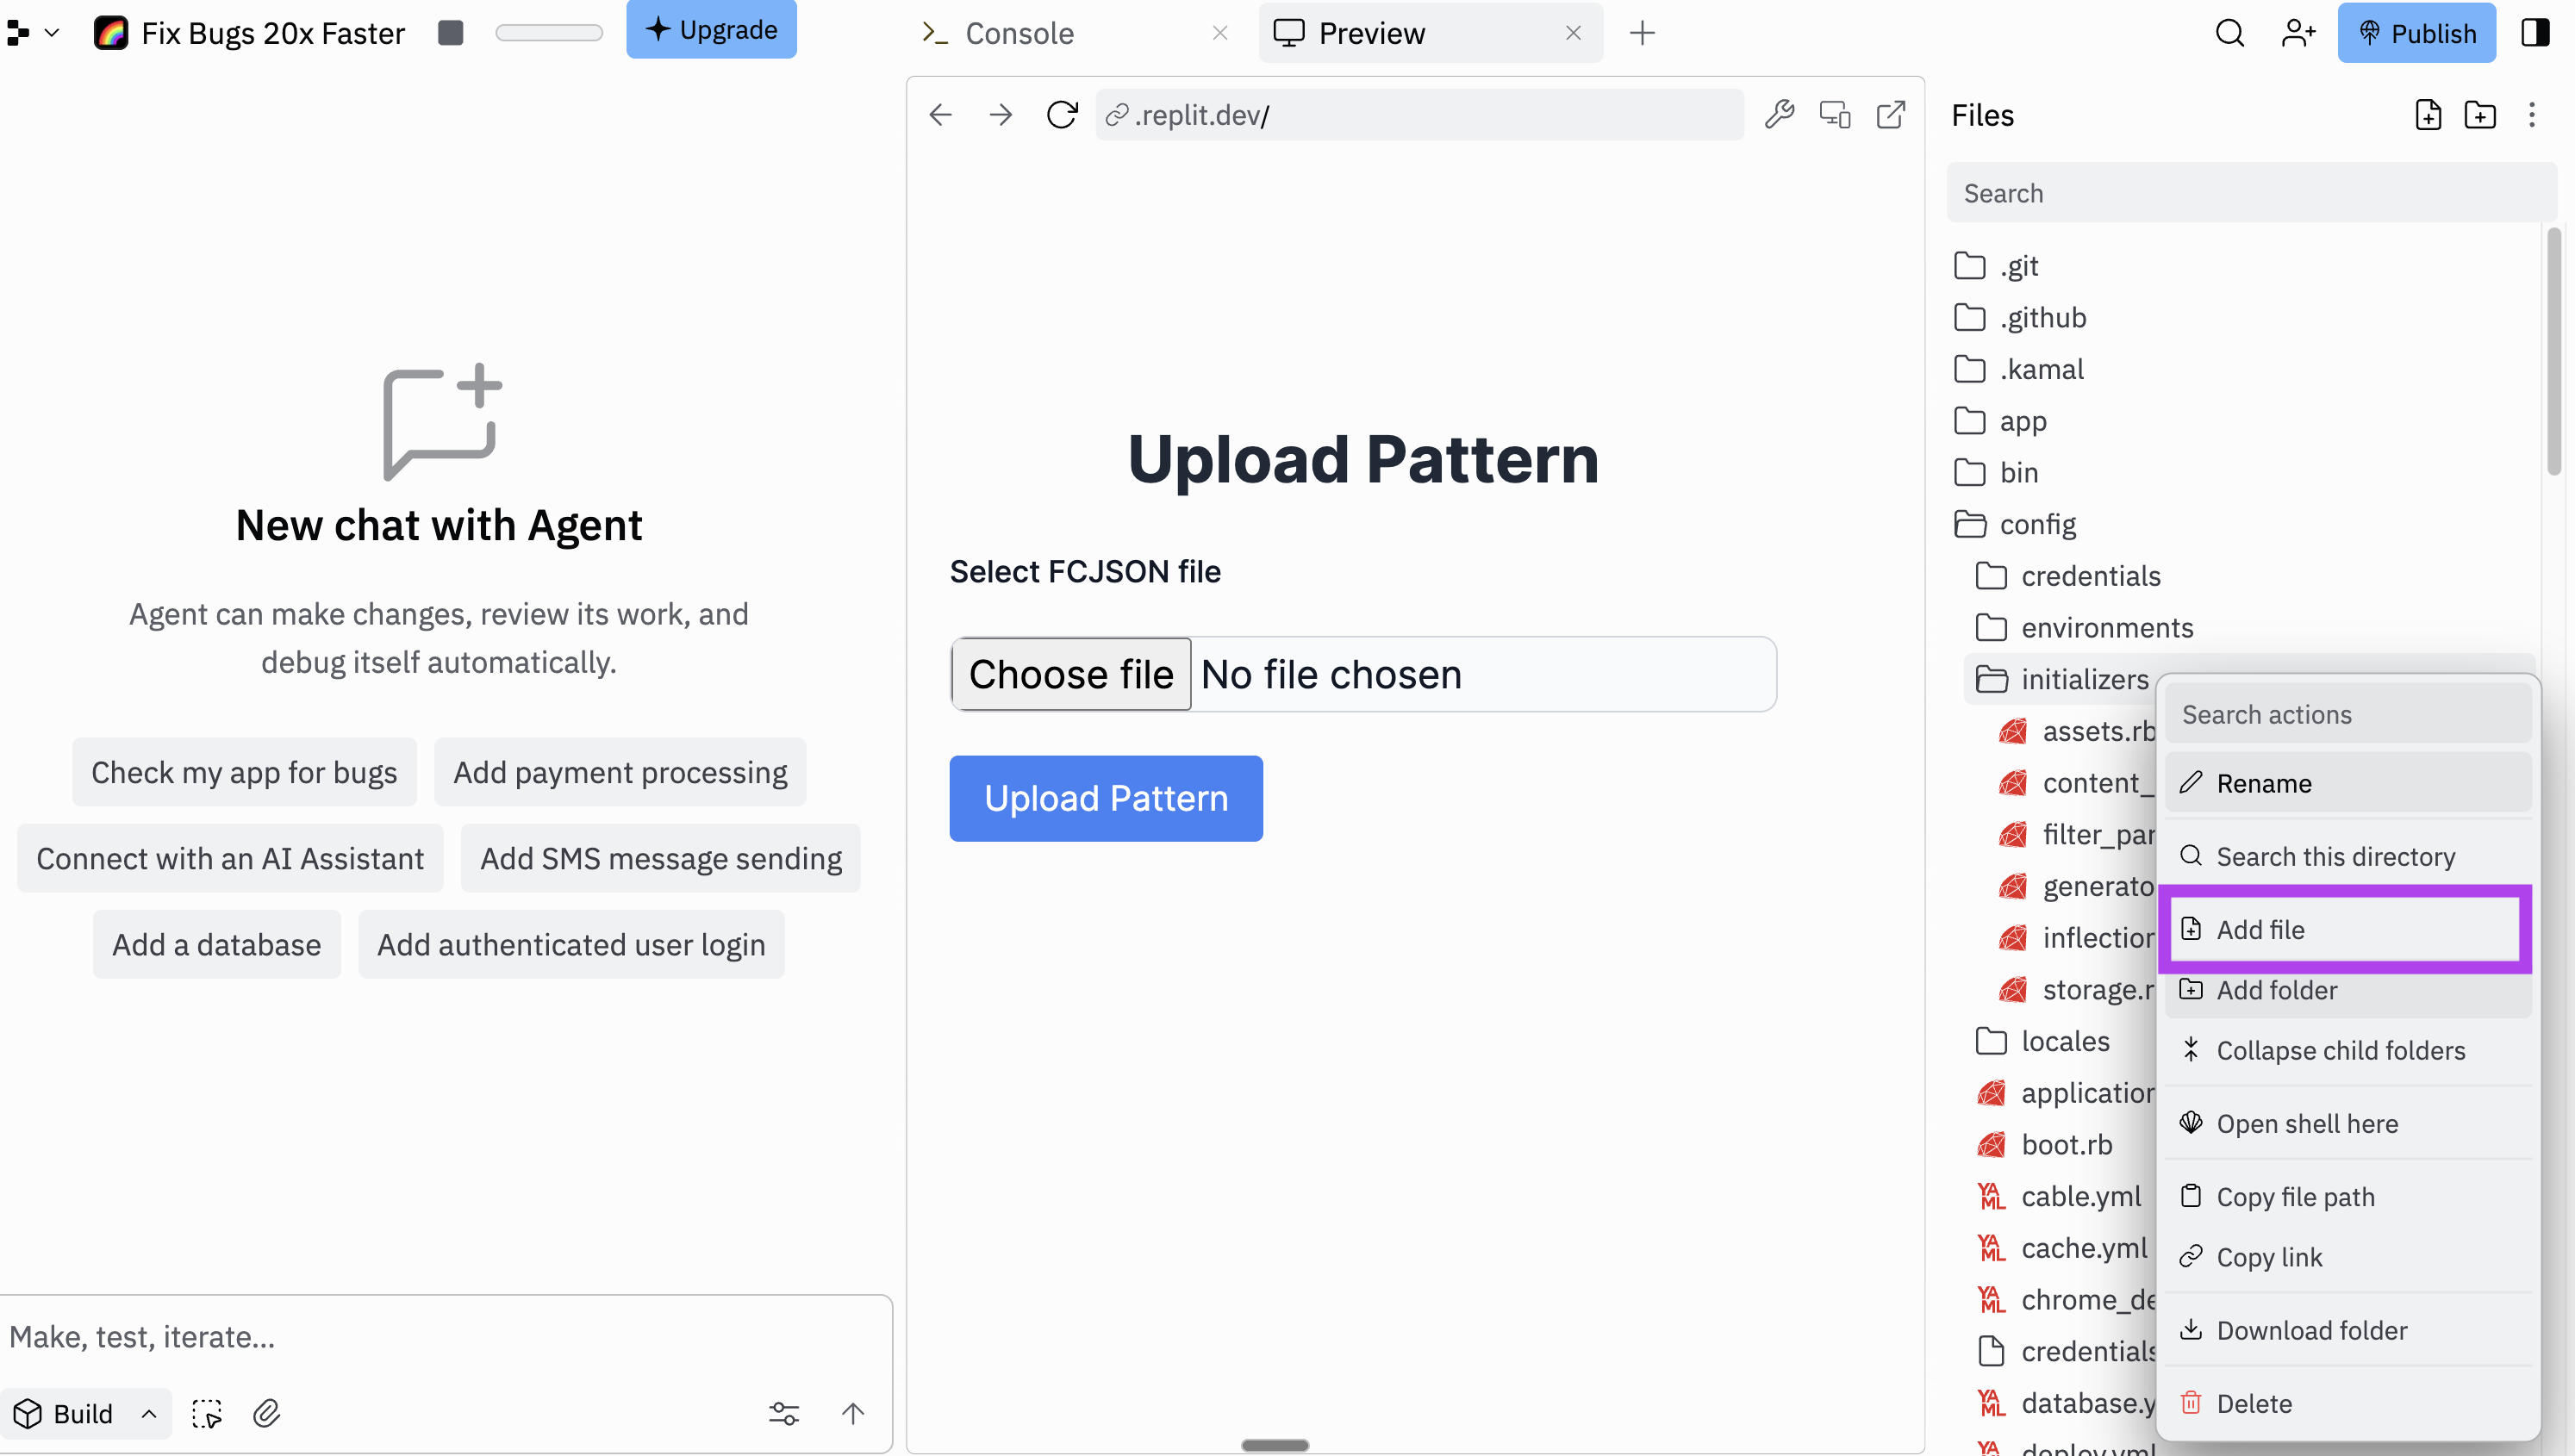 Fix Bugs 20x Faster
Upgrade
Console
Preview
Publish
New chat with Agent
Agent can make changes, review its work, and
debug itself automatically.
Check my app for bugs
Add payment processing
Connect with an AI Assistant
Add SMS message sending
Add a database
Add authenticated user login
Make, test, iterate...
Build
.replit.dev/
Upload Pattern
Select FCJSON file
Choose file
No file chosen
Upload Pattern
Files
Search
.git
.github
.kamal
app
bin
config
credentials
environments
initializers
assets.rb
content_
filter_par
generato
inflection
storage.r
locales
application
boot.rb
YAML
cable.yml
YAML
cache.yml
YAML
chrome_de
credentials
YAML
database.y
deploy.yml
Search actions
Rename
Search this directory
Add file
Add folder
Collapse child folders
Open shell here
Copy file path
Copy link
Download folder
Delete